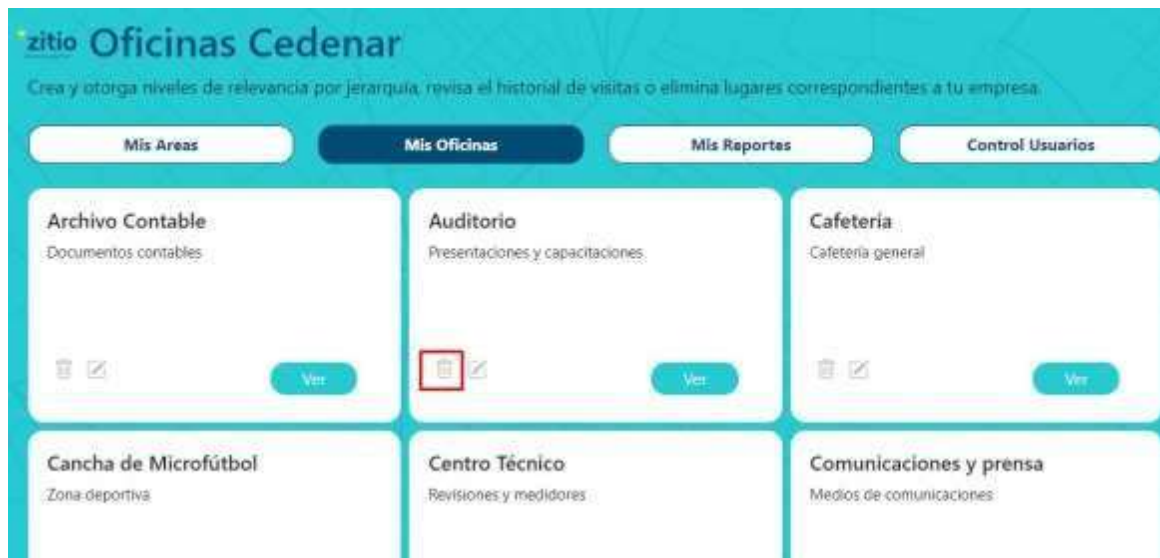 zitio Oficinas Cedenar
Crea y otorga niveles de relevancia por jerarquía, revisa el historial de visitas o elimina lugares correspondientes a tu empresa.
Mis Areas
Mis Oficinas
Mis Reportes
Control Usuarios
Archivo Contable
Documentos contables
Ver
Auditorio
Presentaciones y capacitaciones
Ver
Cafetería
Cafetería general
Ver
Cancha de Microfútbol
Zona deportiva
Centro Técnico
Revisiones y medidores
Comunicaciones y prensa
Medios de comunicaciones